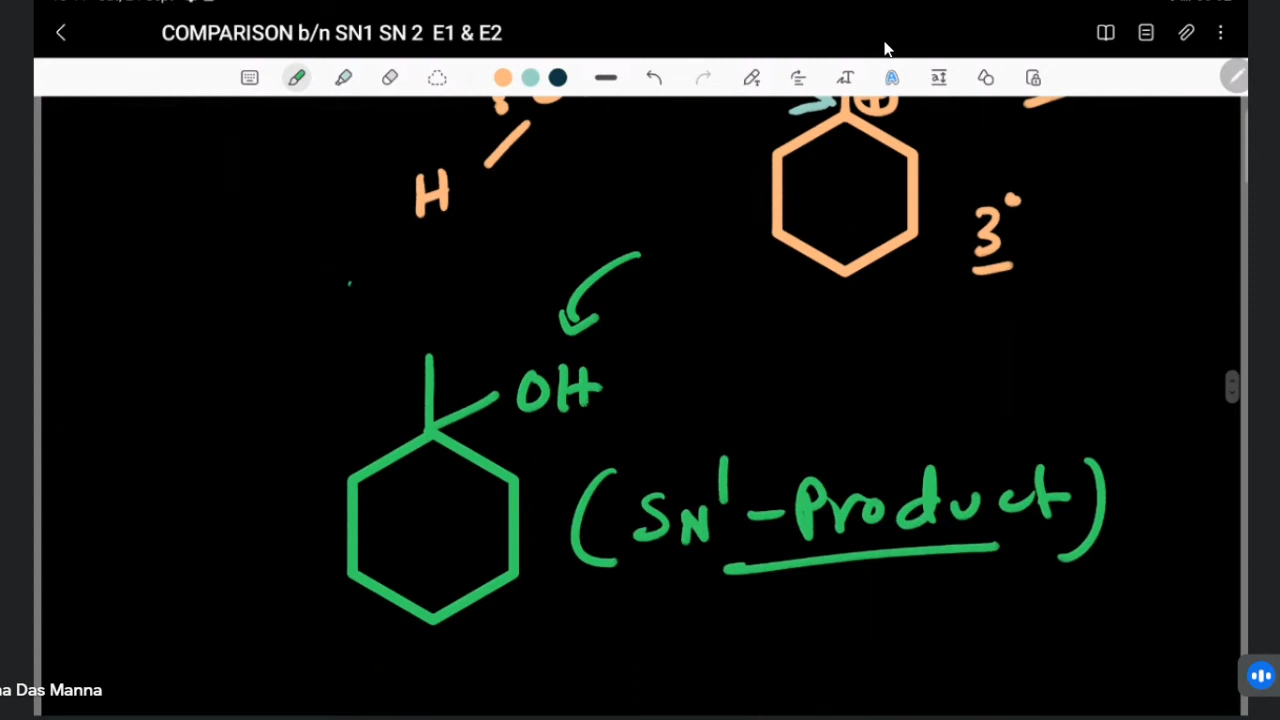 COMPARISON b/n SN1 SN 2 E1 & E2
H
⊕
3°
OH
(SN1-Product)
a Das Manna